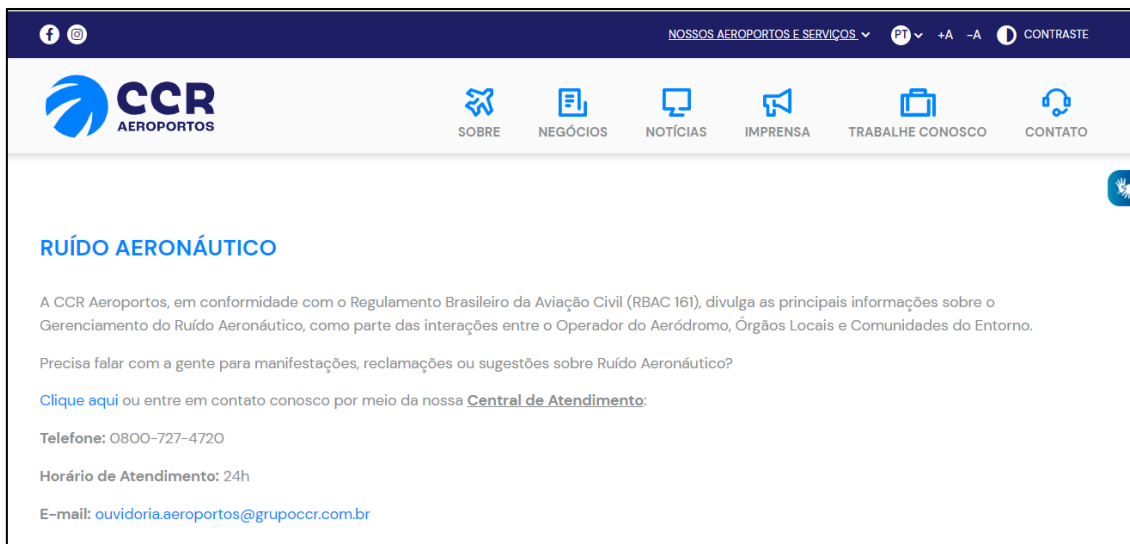 NOSSOS AEROPORTOS E SERVIÇOS PT +A -A CONTRASTE
CCR
AEROPORTOS
SOBRE NEGÓCIOS NOTÍCIAS IMPRENSA TRABALHE CONOSCO CONTATO
RUÍDO AERONÁUTICO
A CCR Aeroportos, em conformidade com o Regulamento Brasileiro da Aviação Civil (RBAC 161), divulga as principais informações sobre o
Gerenciamento do Ruído Aeronáutico, como parte das interações entre o Operador do Aeródromo, Órgãos Locais e Comunidades do Entorno.
Precisa falar com a gente para manifestações, reclamações ou sugestões sobre Ruído Aeronáutico?
Clique aqui ou entre em contato conosco por meio da nossa Central de Atendimento:
Telefone: 0800-727-4720
Horário de Atendimento: 24h
E-mail: ouvidoria.aeroportos@grupoccr.com.br